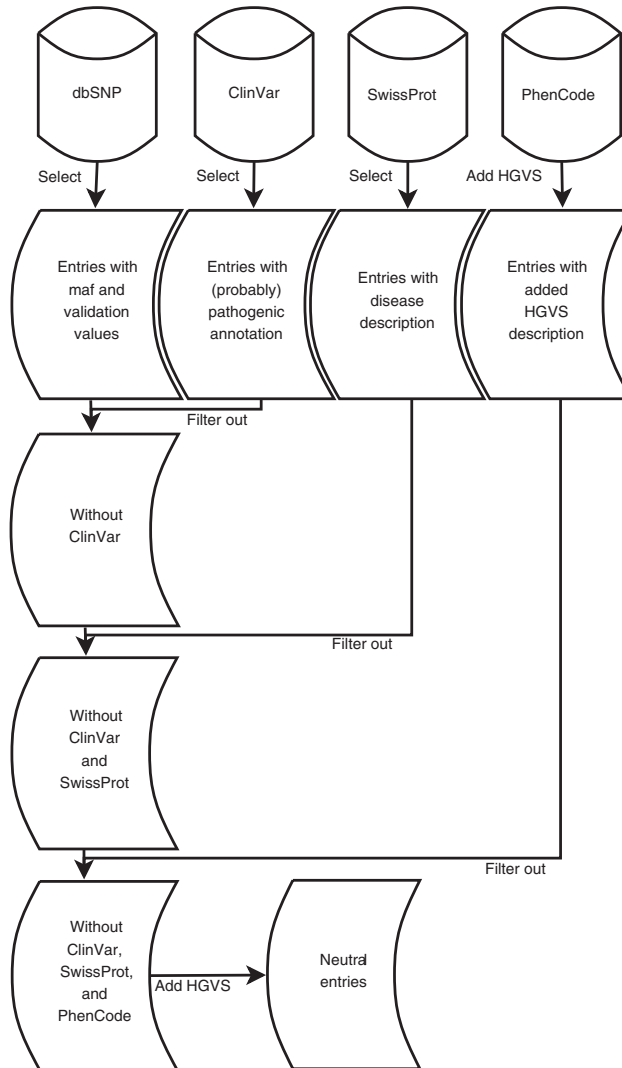 dbSNP
ClinVar
SwissProt
PhenCode
Select
Select
Select
Add HGVS
Entries with
maf and
validation
values
Entries with
(probably)
pathogenic
annotation
Entries with
disease
description
Entries with
added
HGVS
description
Filter out
Without
ClinVar
Filter out
Without
ClinVar
and
SwissProt
Filter out
Without
ClinVar,
SwissProt,
and
PhenCode
Add HGVS
Neutral
entries